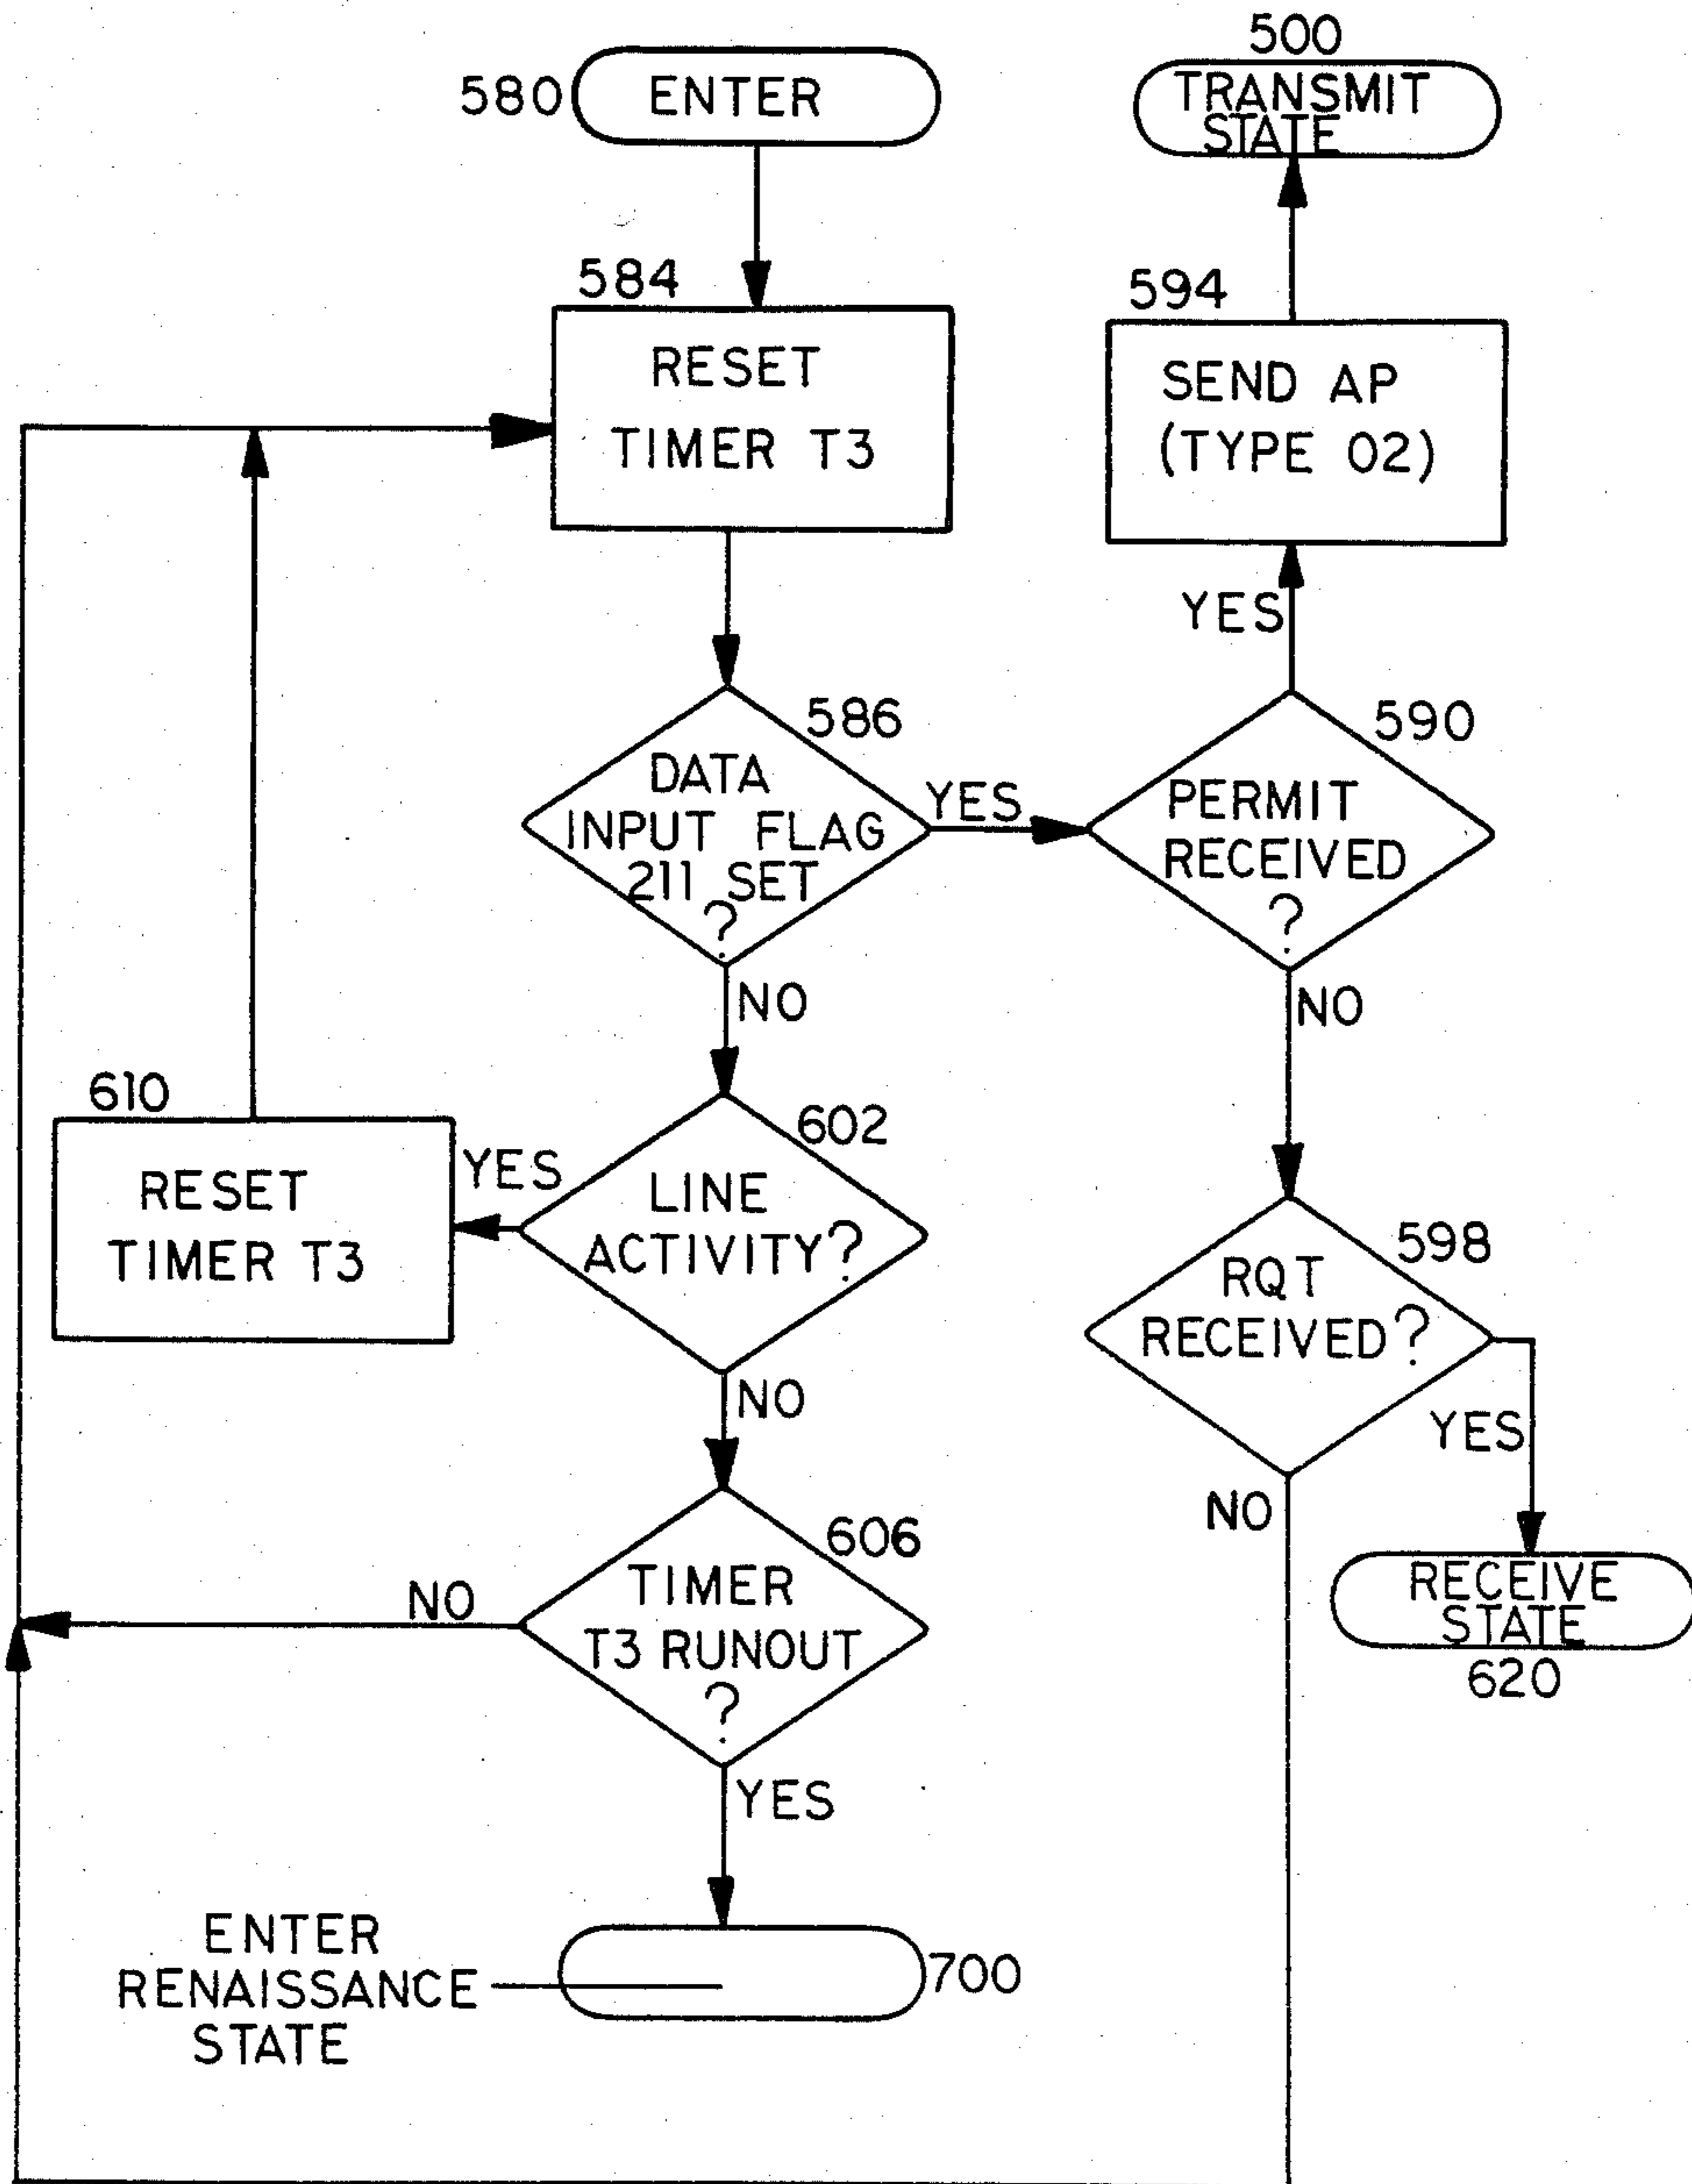 580
ENTER
500
TRANSMIT
STATE
584
RESET
TIMER T3
594
SEND AP
(TYPE 02)
YES
586
DATA
INPUT FLAG
211 SET
?
YES
590
PERMIT
RECEIVED
?
NO
NO
610
RESET
TIMER T3
YES
602
LINE
ACTIVITY?
NO
598
RQT
RECEIVED?
YES
NO
606
TIMER
T3 RUNOUT
?
NO
YES
RECEIVE
STATE
620
ENTER
RENAISSANCE
STATE
700